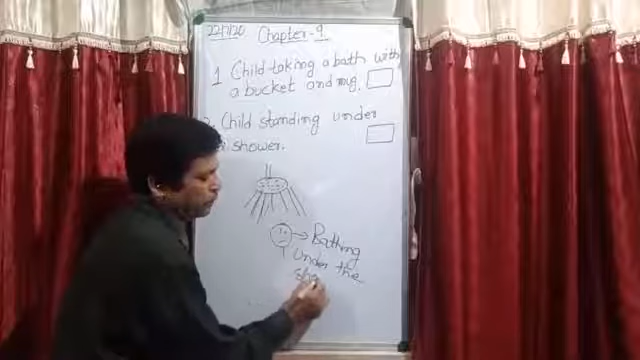 22/7/20 Chapter-9
1 Child taking a bath with
a bucket and mug.
2. Child standing under
shower.
Bathing
Under the
sho